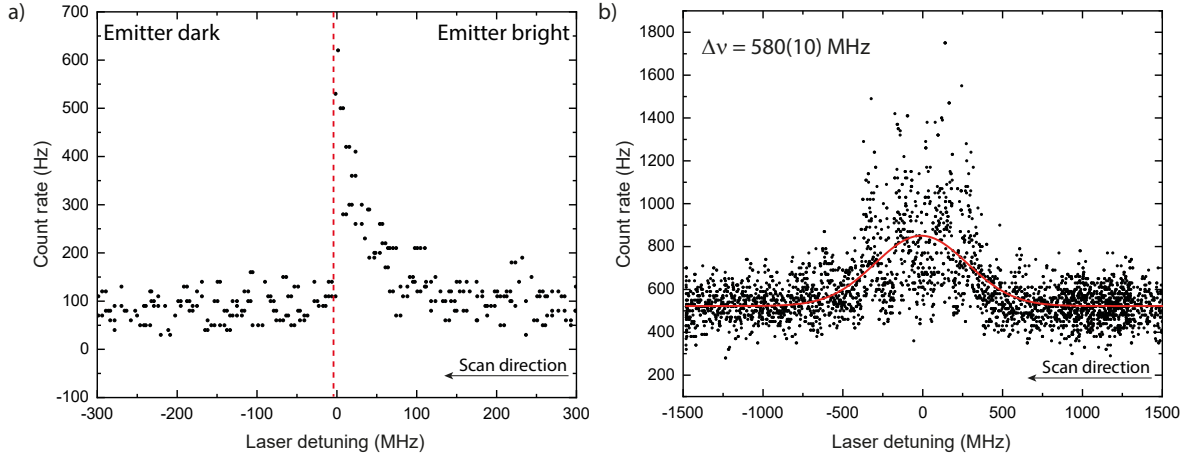 a)
Emitter dark
Emitter bright
700
600
500
400
300
200
100
0
-100
Count rate (Hz)
Scan direction
-300
-200
-100
0
100
200
300
Laser detuning (MHz)
b)
Δν = 580(10) MHz
1800
1600
1400
1200
1000
800
600
400
200
Count rate (Hz)
Scan direction
-1500
-1000
-500
0
500
1000
1500
Laser detuning (MHz)